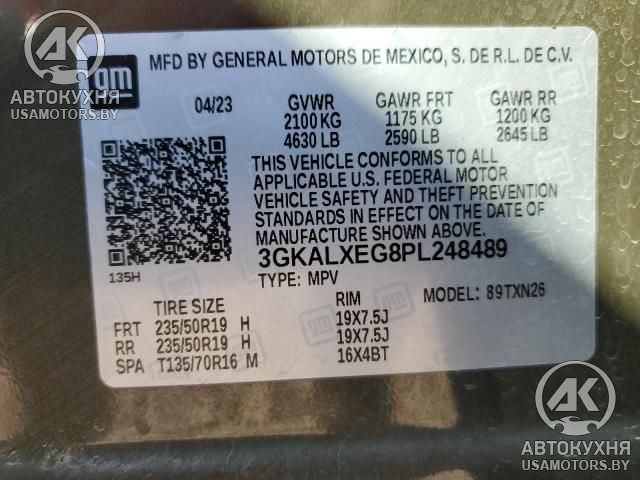 gm
MFD BY GENERAL MOTORS DE MEXICO, S. DE R.L. DE C.V.
04/23 GVWR GAWR FRT GAWR RR
2100 KG 1175 KG 1200 KG
4630 LB 2590 LB 2645 LB
THIS VEHICLE CONFORMS TO ALL
APPLICABLE U.S. FEDERAL MOTOR
VEHICLE SAFETY AND THEFT PREVENTION
STANDARDS IN EFFECT ON THE DATE OF
MANUFACTURE SHOWN ABOVE.
3GKALXEG8PL248489
135H
TYPE: MPV MODEL: 89TXN26
TIRE SIZE RIM
FRT 235/50R19 H 19X7.5J
RR 235/50R19 H 19X7.5J
SPA T135/70R16 M 16X4BT
АК
АВТОКУХНЯ
USAMOTORS.BY
АК
АВТОКУХНЯ
USAMOTORS.BY